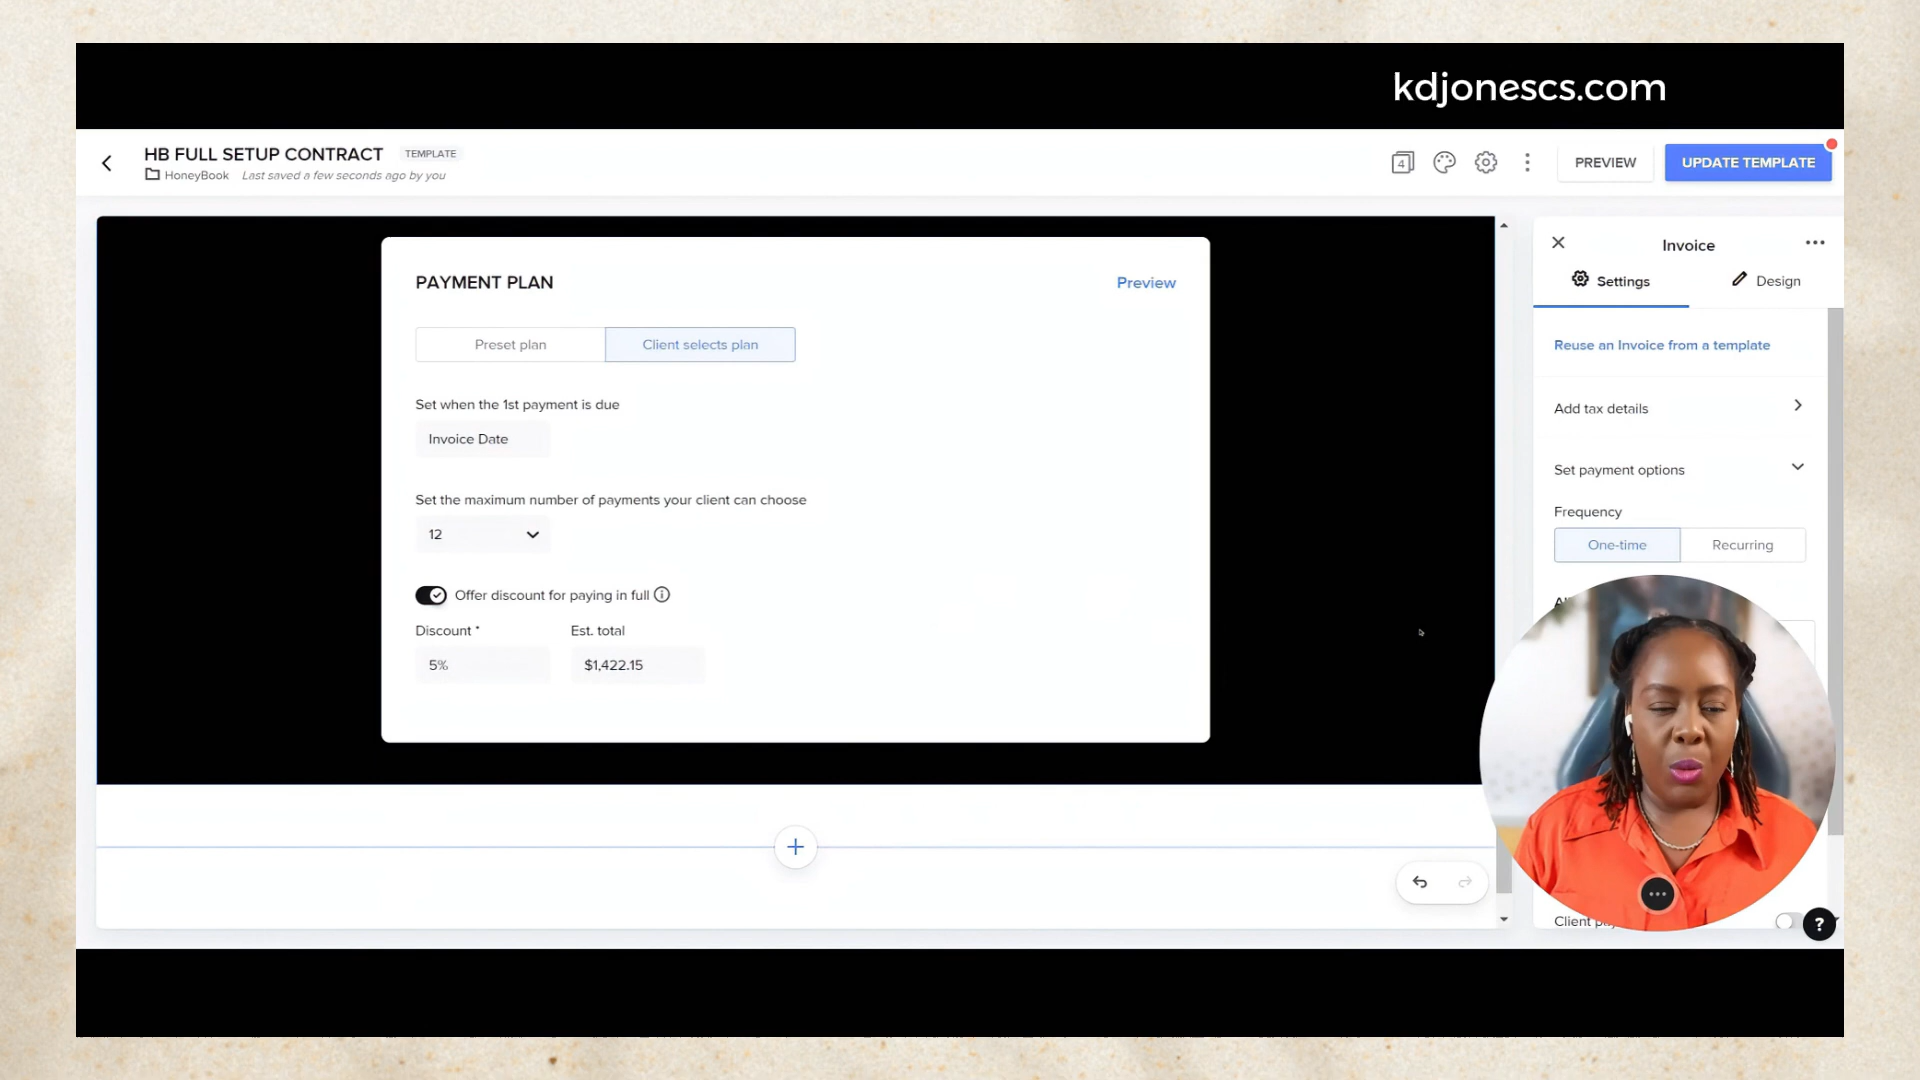 kdjonescs.com
HB FULL SETUP CONTRACT TEMPLATE
HoneyBook Last saved a few seconds ago by you
4
PREVIEW
UPDATE TEMPLATE
PAYMENT PLAN
Preview
Preset plan
Client selects plan
Set when the 1st payment is due
Invoice Date
Set the maximum number of payments your client can choose
12
Offer discount for paying in full
Discount * Est. total
5% $1,422.15
Invoice
Settings
Design
Reuse an Invoice from a template
Add tax details
Set payment options
Frequency
One-time
Recurring
Client
?